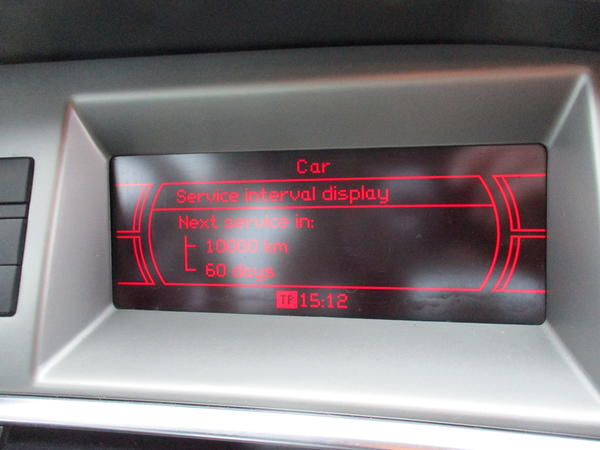 Car
Service interval display
Next service in:
10000 km
60 days
TP 15:12